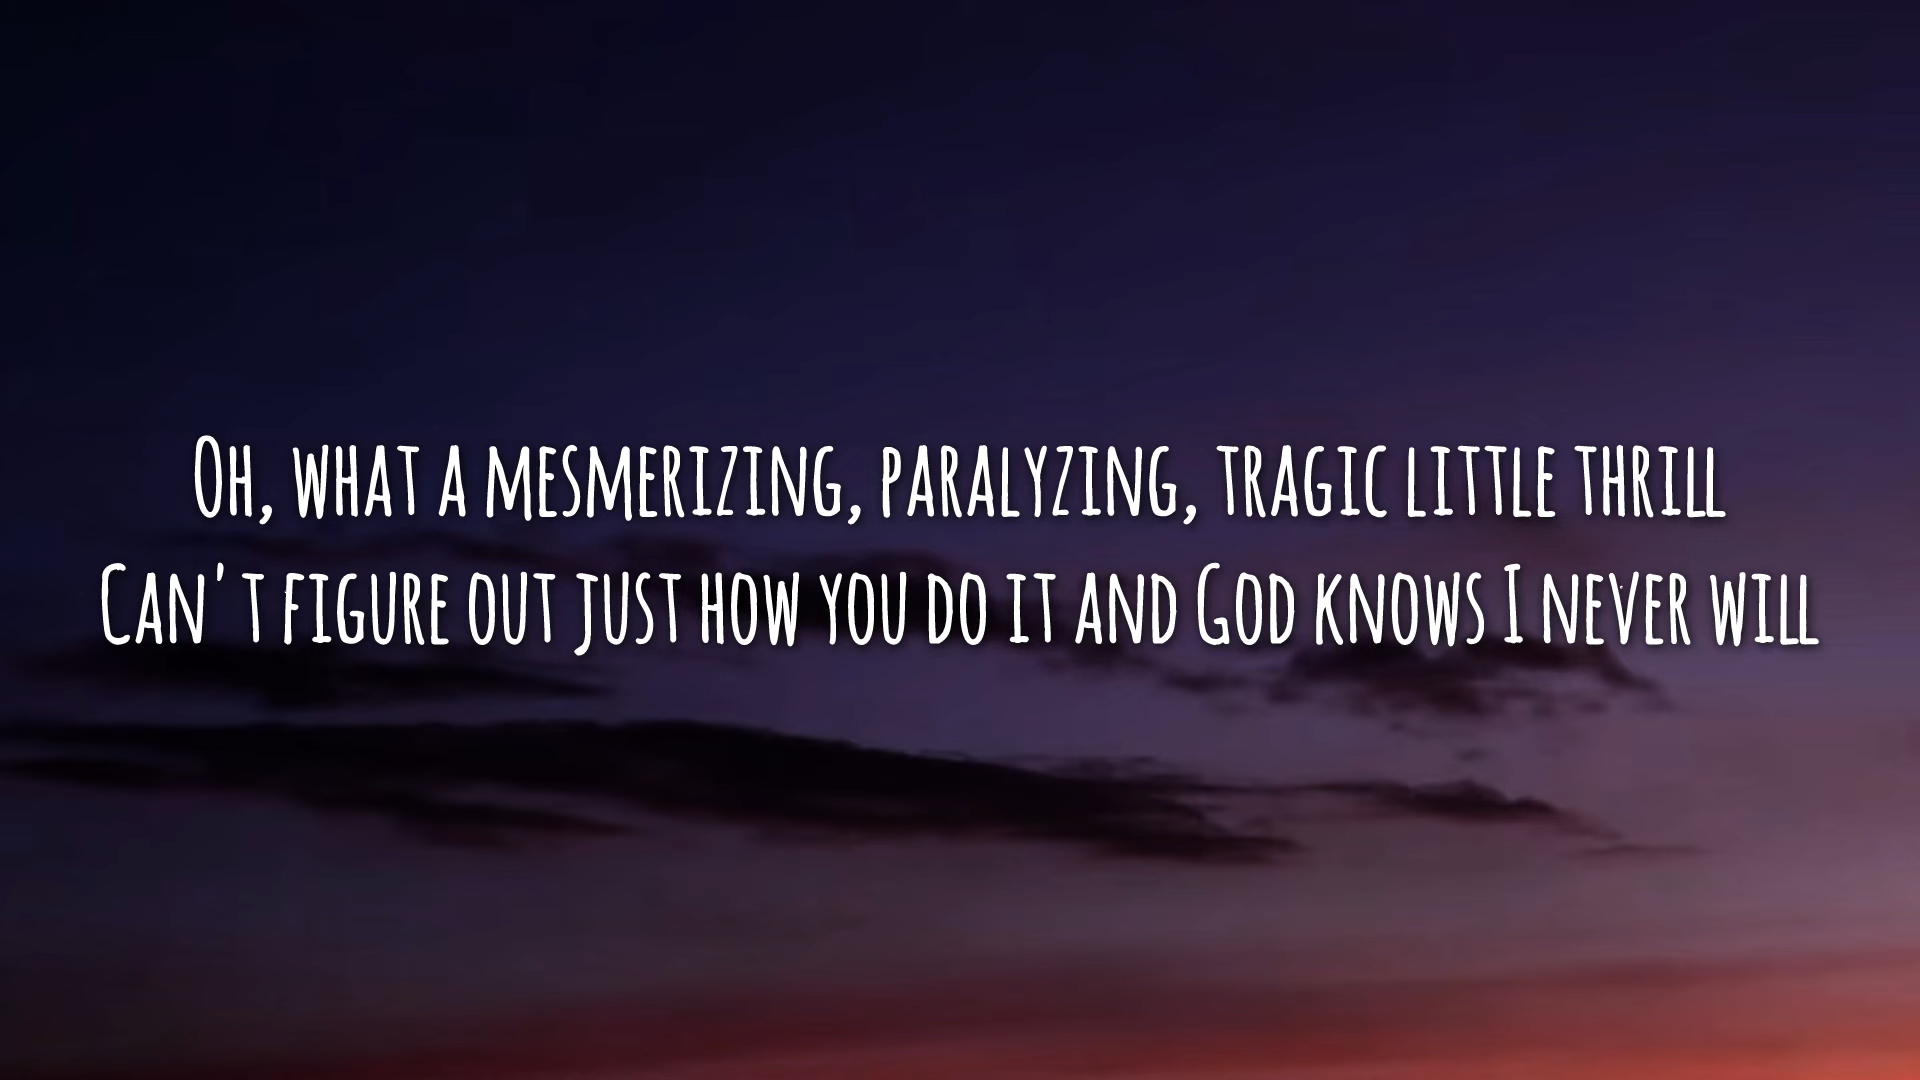 Oh, what a mesmerizing, paralyzing, tragic little thrill
Can't figure out just how you do it and God knows I never will